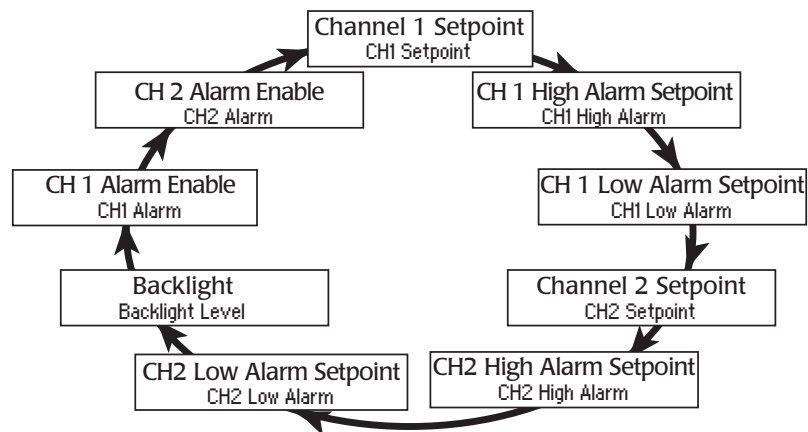 Channel 1 Setpoint
CH1 Setpoint
CH 1 High Alarm Setpoint
CH1 High Alarm
CH 1 Low Alarm Setpoint
CH1 Low Alarm
Channel 2 Setpoint
CH2 Setpoint
CH2 High Alarm Setpoint
CH2 High Alarm
CH2 Low Alarm Setpoint
CH2 Low Alarm
Backlight
Backlight Level
CH 1 Alarm Enable
CH1 Alarm
CH 2 Alarm Enable
CH2 Alarm